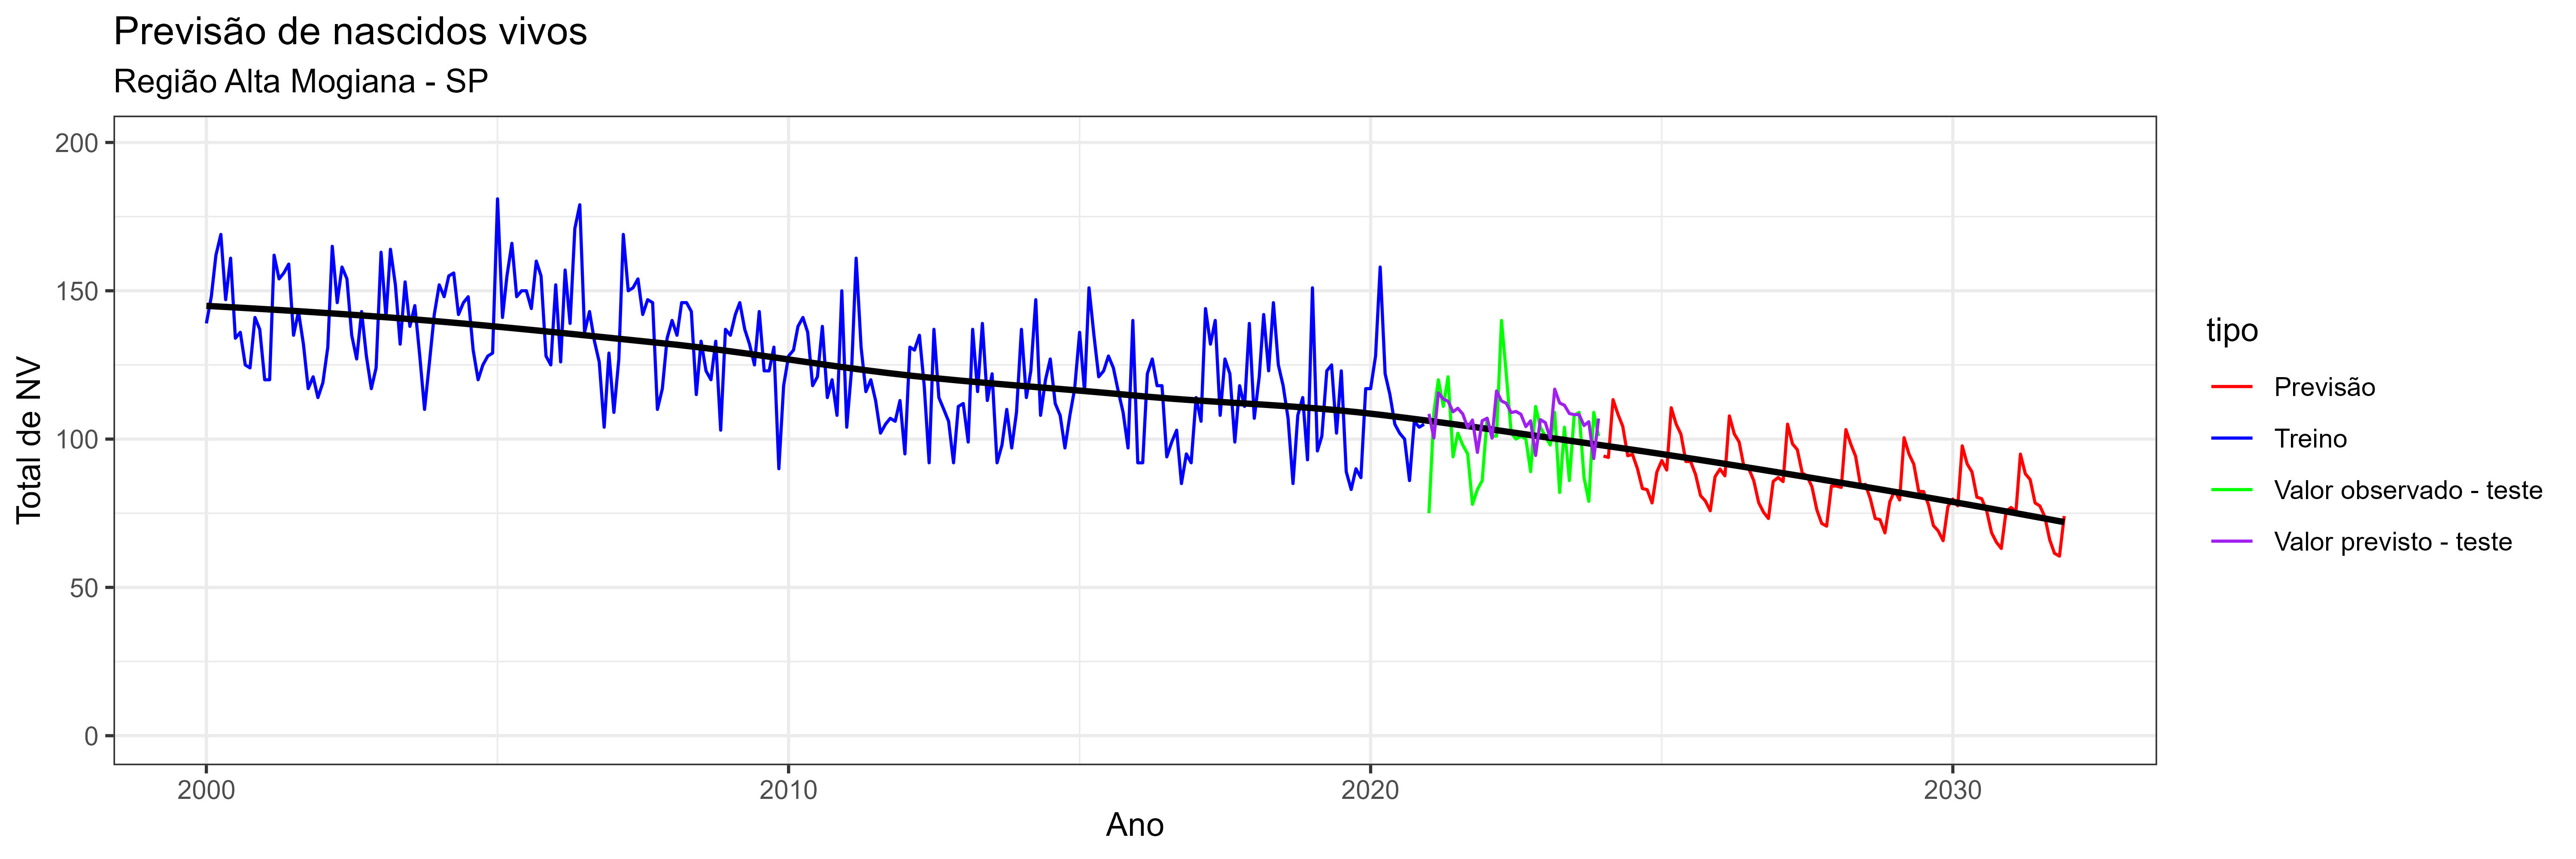 Previsão de nascidos vivos
Região Alta Mogiana - SP
200
150
100
50
0
Total de NV
2000
2010
2020
2030
Ano
tipo
Previsão
Treino
Valor observado - teste
Valor previsto - teste